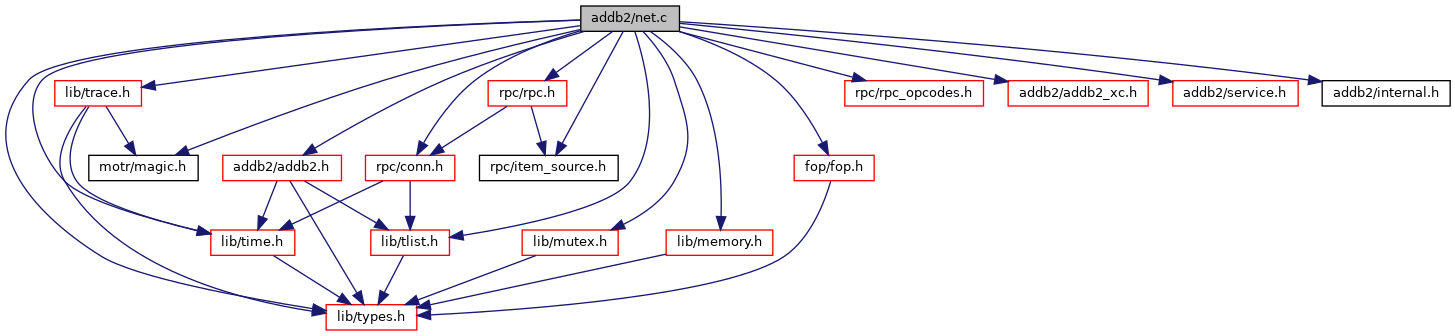 addb2/net.c
lib/trace.h
rpc/rpc.h
rpc/rpc_opcodes.h
addb2/addb2_xc.h
addb2/service.h
addb2/internal.h
motr/magic.h
addb2/addb2.h
rpc/conn.h
rpc/item_source.h
fop/fop.h
lib/time.h
lib/tlist.h
lib/mutex.h
lib/memory.h
lib/types.h